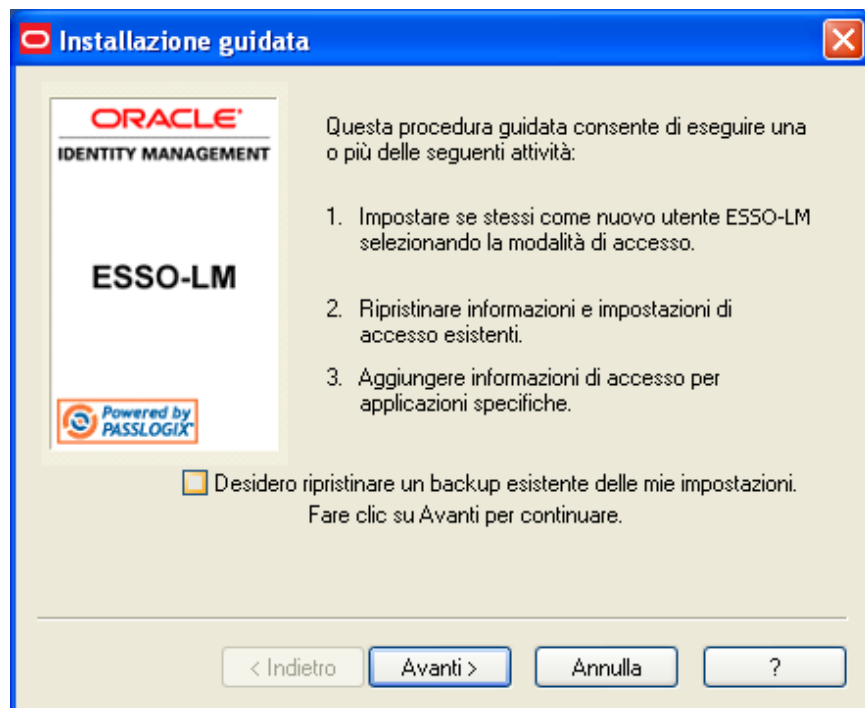 Installazione guidata
ORACLE®
IDENTITY MANAGEMENT
ESSO-LM
Powered by
PASSLOGIX®
Questa procedura guidata consente di eseguire una
o più delle seguenti attività:
1. Impostare se stessi come nuovo utente ESSO-LM
selezionando la modalità di accesso.
2. Ripristinare informazioni e impostazioni di
accesso esistenti.
3. Aggiungere informazioni di accesso per
applicazioni specifiche.
Desidero ripristinare un backup esistente delle mie impostazioni.
Fare clic su Avanti per continuare.
< Indietro
Avanti >
Annulla
?